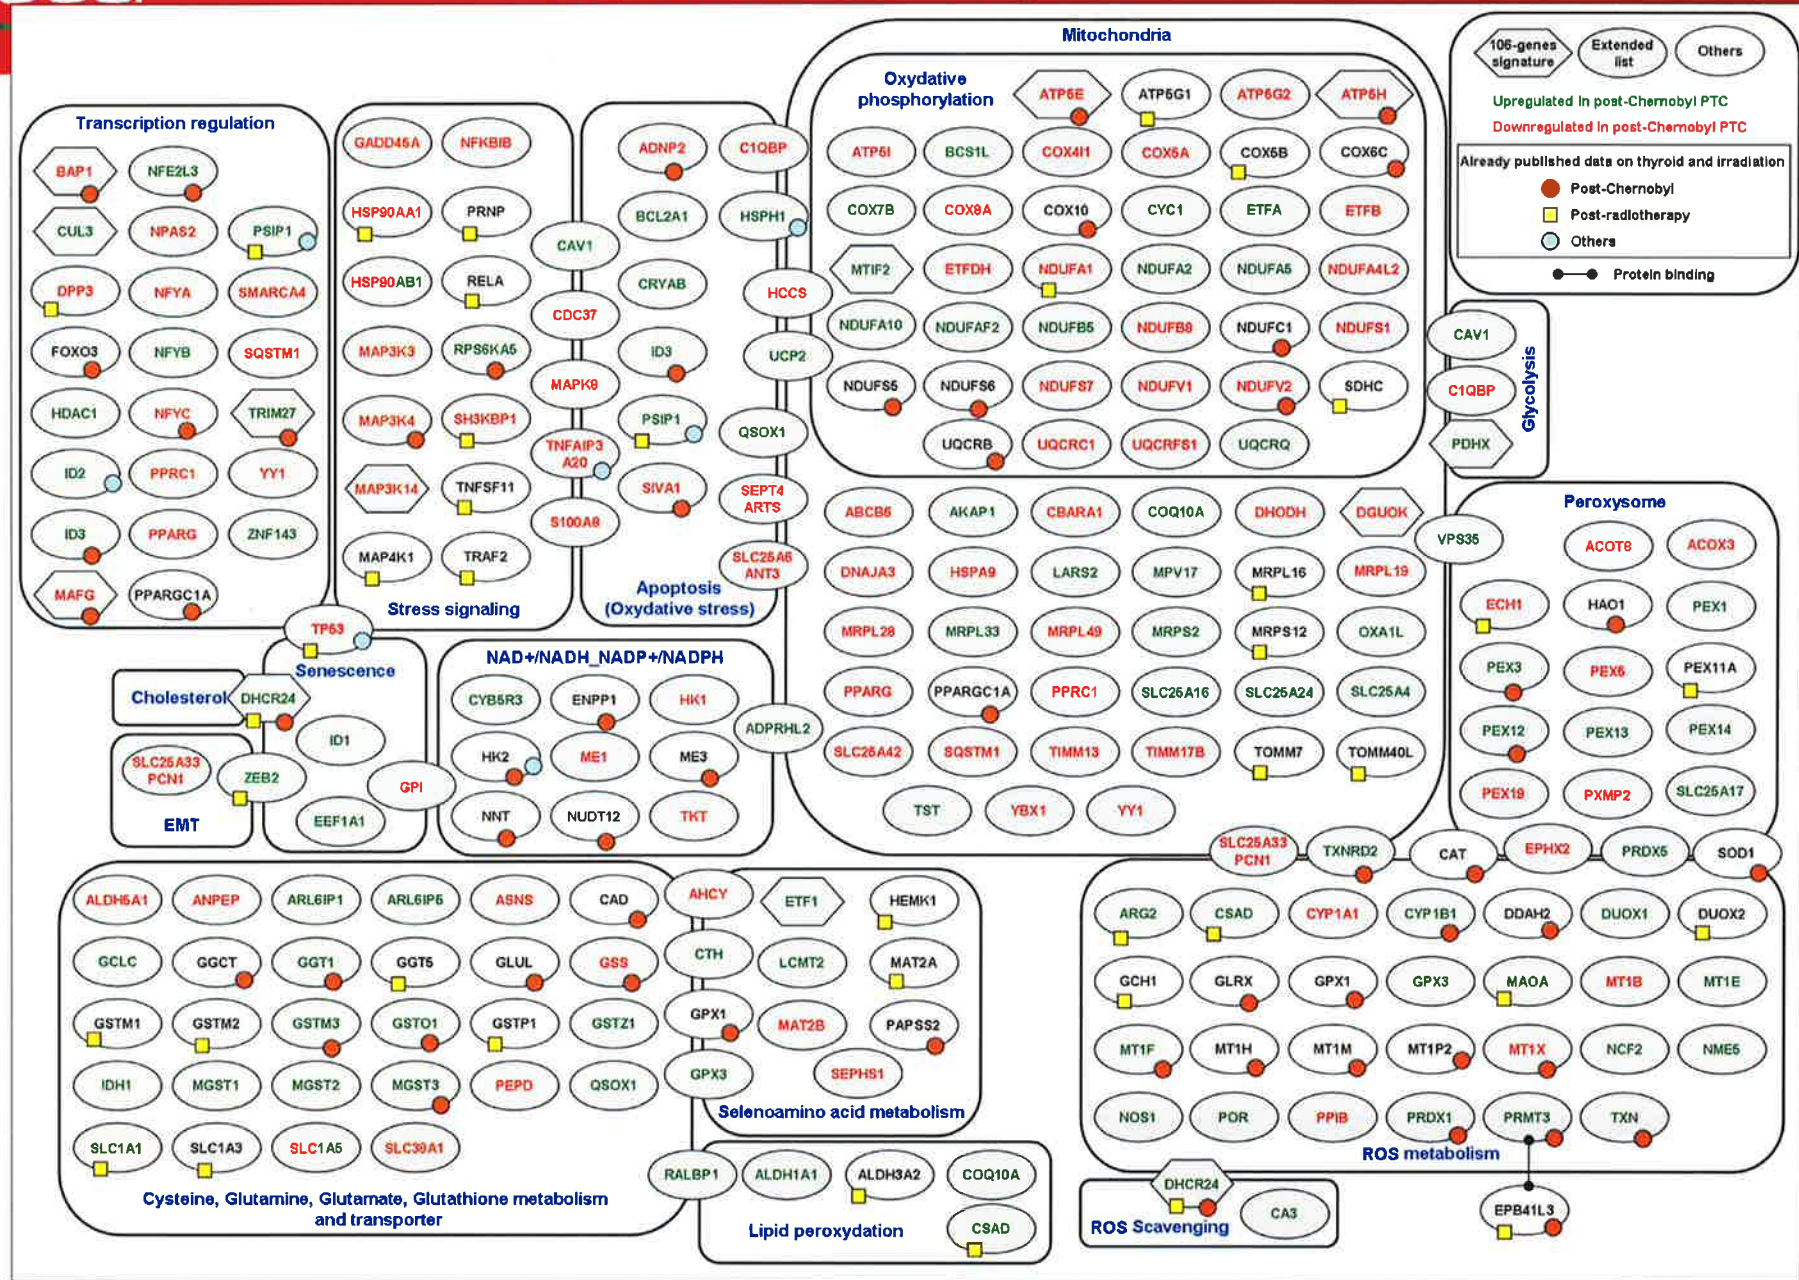 Mitochondria
Oxydative
phosphorylation
ATP5E
ATP5G1
ATP5G2
ATP5H
ATP5I
BCS1L
COX4I1
COX5A
COX5B
COX6C
COX7B
COX8A
COX10
CYC1
ETFA
ETFB
MTIF2
ETFDH
NDUFA1
NDUFA2
NDUFA5
NDUFA4L2
NDUFA10
NDUFAF2
NDUFB5
NDUFB8
NDUFC1
NDUFS1
NDUFS5
NDUFS6
NDUFS7
NDUFV1
NDUFV2
SDHC
UQCRB
UQCRC1
UQCRFS1
UQCRQ
ABCB6
AKAP1
CBARA1
COQ10A
DHODH
DGUOK
DNAJA3
HSPA9
LARS2
MPV17
MRPL16
MRPL19
MRPL28
MRPL33
MRPL49
MRPS2
MRPS12
OXA1L
PPARG
PPARGC1A
PPRC1
SLC25A16
SLC25A24
SLC25A4
SLC25A42
SQSTM1
TIMM13
TIMM17B
TOMM7
TOMM40L
TST
YBX1
YY1
106-genes
signature
Extended
list
Others
Upregulated in post-Chernobyl PTC
Downregulated in post-Chernobyl PTC
Already published data on thyroid and irradiation
Post-Chernobyl
Post-radiotherapy
Others
Protein binding
Transcription regulation
BAP1
NFE2L3
CUL3
NPAS2
PSIP1
DPP3
NFYA
SMARCA4
FOXO3
NFYB
SQSTM1
HDAC1
NFYC
TRIM27
ID2
PPRC1
YY1
ID3
PPARG
ZNF143
MAFG
PPARGC1A
GADD45A
NFKBIB
HSP90AA1
PRNP
HSP90AB1
RELA
MAP3K3
RPS6KA5
MAP3K4
SH3KBP1
MAP3K14
TNFSF11
MAP4K1
TRAF2
Stress signaling
CAV1
CDC37
MAPK8
TNFAIP3
A20
S100A8
ADNP2
C1QBP
BCL2A1
HSPH1
CRYAB
HCCS
ID3
UCP2
PSIP1
QSOX1
SIVA1
SEPT4
ARTS
SLC25A6
ANT3
Apoptosis
(Oxydative stress)
CAV1
C1QBP
PDHX
Glycolysis
Peroxysome
VPS35
ACOT8
ACOX3
ECH1
HAO1
PEX1
PEX3
PEX6
PEX11A
PEX12
PEX13
PEX14
PEX19
PXMP2
SLC25A17
TP53
Senescence
Cholesterol
DHCR24
ID1
SLC25A33
PCN1
ZEB2
GPI
EMT
EEF1A1
NAD+/NADH_NADP+/NADPH
CYB5R3
ENPP1
HK1
HK2
ME1
ME3
NNT
NUDT12
TKT
ADPRHL2
SLC25A33
PCN1
TXNRD2
CAT
EPHX2
PRDX5
SOD1
ALDH5A1
ANPEP
ARL6IP1
ARL6IP5
ASNS
CAD
AHCY
GCLC
GGCT
GGT1
GGT5
GLUL
GSS
CTH
GSTM1
GSTM2
GSTM3
GSTO1
GSTP1
GSTZ1
GPX1
IDH1
MGST1
MGST2
MGST3
PEPD
QSOX1
GPX3
SLC1A1
SLC1A3
SLC1A5
SLC39A1
RALBP1
Cysteine, Glutamine, Glutamate, Glutathione metabolism
and transporter
ETF1
HEMK1
LCMT2
MAT2A
MAT2B
PAPSS2
SEPHS1
Selenoamino acid metabolism
ALDH1A1
ALDH3A2
COQ10A
Lipid peroxydation
CSAD
ARG2
CSAD
CYP1A1
CYP1B1
DDAH2
DUOX1
DUOX2
GCH1
GLRX
GPX1
GPX3
MAOA
MT1B
MT1E
MT1F
MT1H
MT1M
MT1P2
MT1X
NCF2
NME5
NOS1
POR
PPIB
PRDX1
PRMT3
TXN
ROS metabolism
DHCR24
ROS Scavenging
CA3
EPB41L3